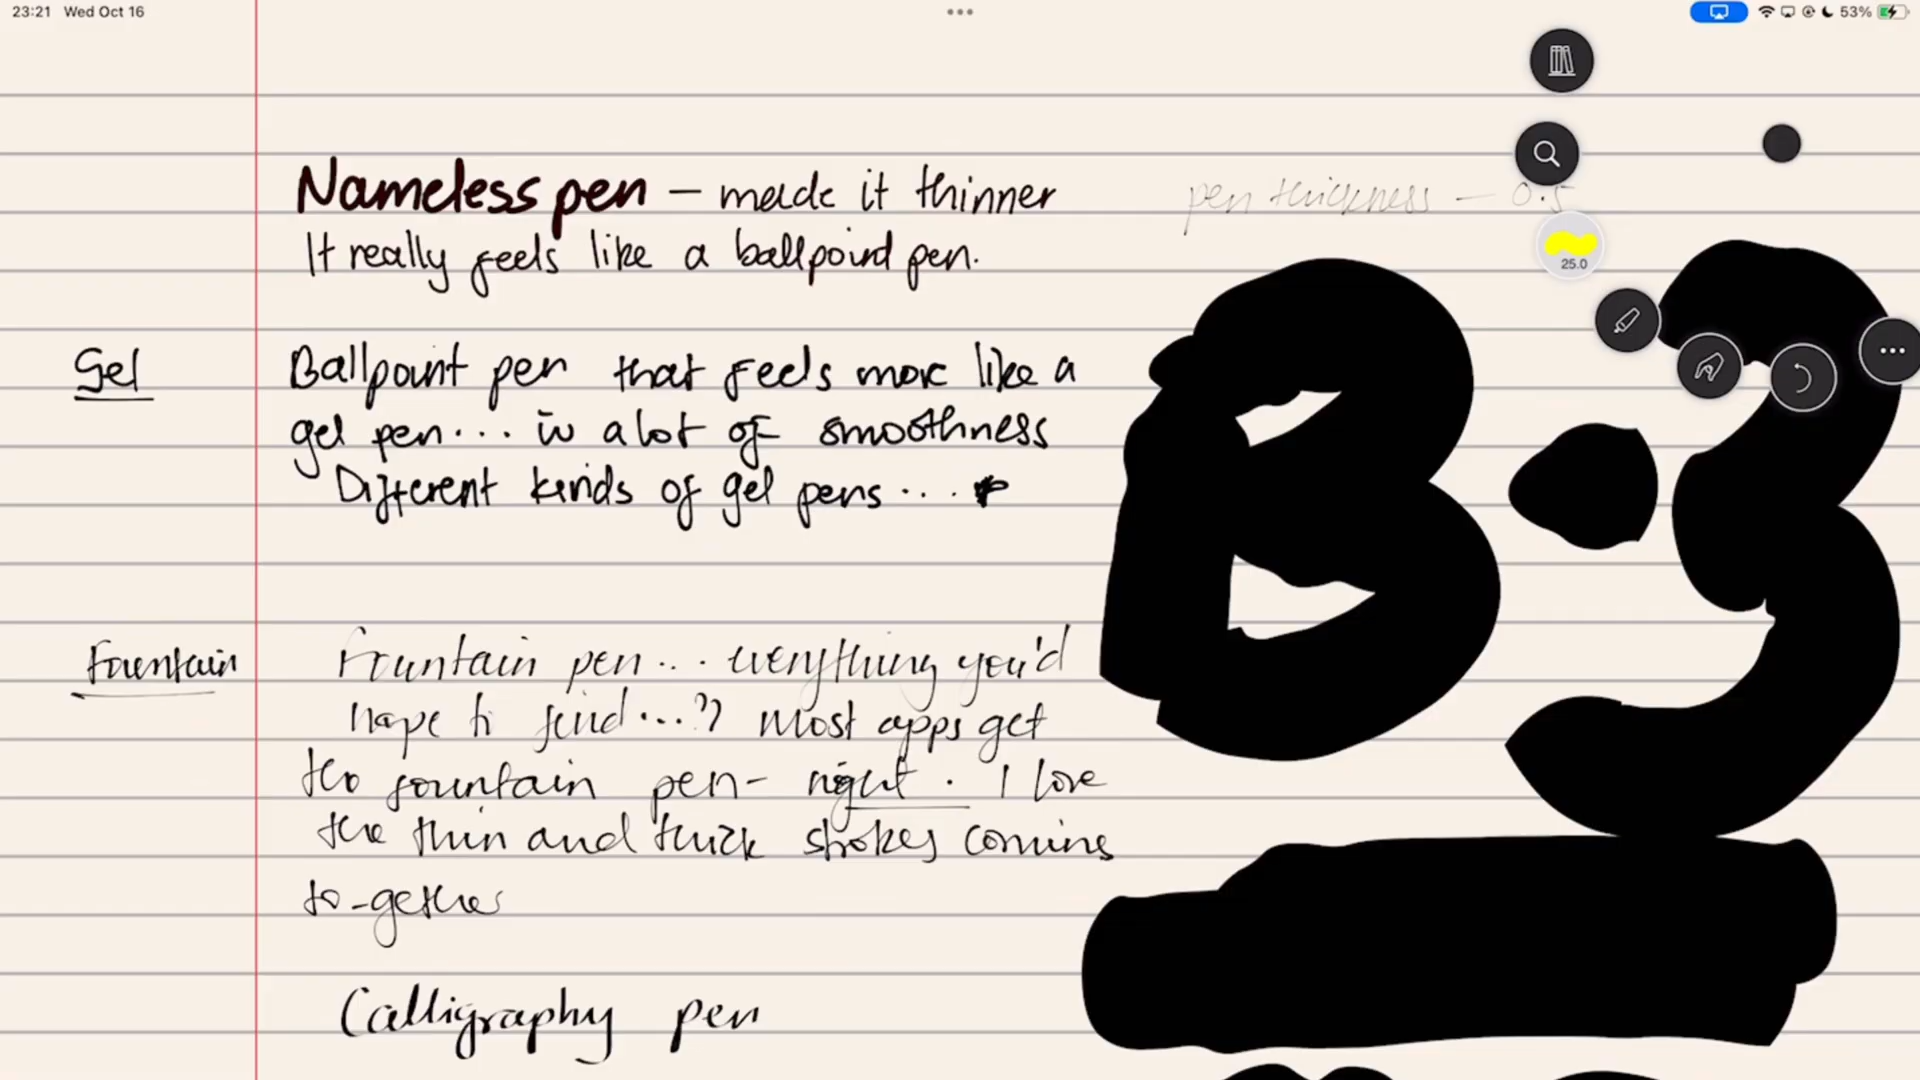 23:21 Wed Oct 16
53%
Nameless pen – made it thinner
pen thickness – 0.5
It really feels like a ballpoint pen.
25.0
Gel
Ballpoint pen that feels more like a
gel pen... is a lot of smoothness
Different kinds of gel pens...
B.3
Fountain
Fountain pen... everything you'd
hope to find...?? Most apps get
the fountain pen- right. I love
the thin and thick strokes coming
to-gether
Calligraphy pen